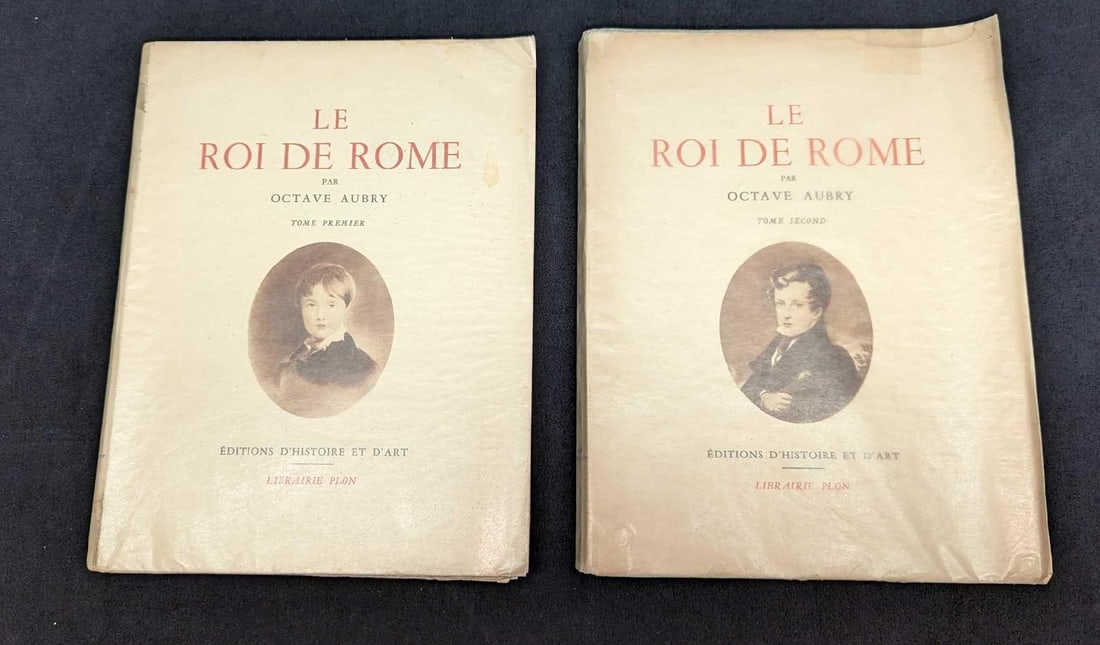 LE
ROI DE ROME
PAR
OCTAVE AUBRY
TOME PREMIER
ÉDITIONS D'HISTOIRE ET D'ART
LIBRAIRIE PLON
LE
ROI DE ROME
PAR
OCTAVE AUBRY
TOME SECOND
ÉDITIONS D'HISTOIRE ET D'ART
LIBRAIRIE PLON